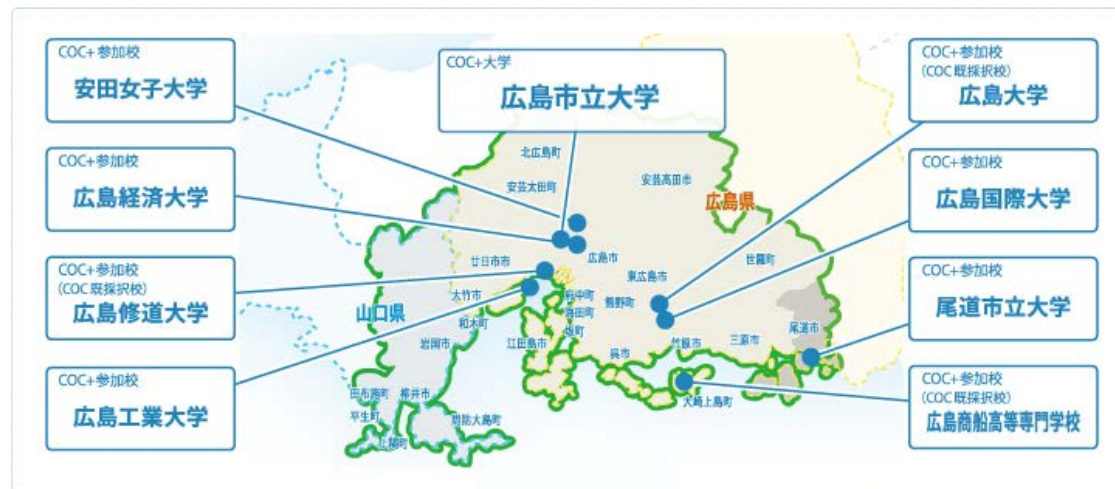 COC+参加校
安田女子大学
COC+大学
広島市立大学
COC+参加校
(COC既採択校)
広島大学
COC+参加校
広島経済大学
COC+参加校
広島国際大学
COC+参加校
(COC既採択校)
広島修道大学
COC+参加校
尾道市立大学
COC+参加校
広島工業大学
COC+参加校
(COC既採択校)
広島商船高等専門学校
北広島町
安芸太田町
安芸高田市
広島県
廿日市市
広島市
世羅町
東広島市
大竹市
府中町
熊野町
海田町
山口県
和木町
坂町
尾道市
岩国市
江田島市
呉市
竹原市
三原市
田布施町
柳井市
大崎上島町
平生町
周防大島町
上関町